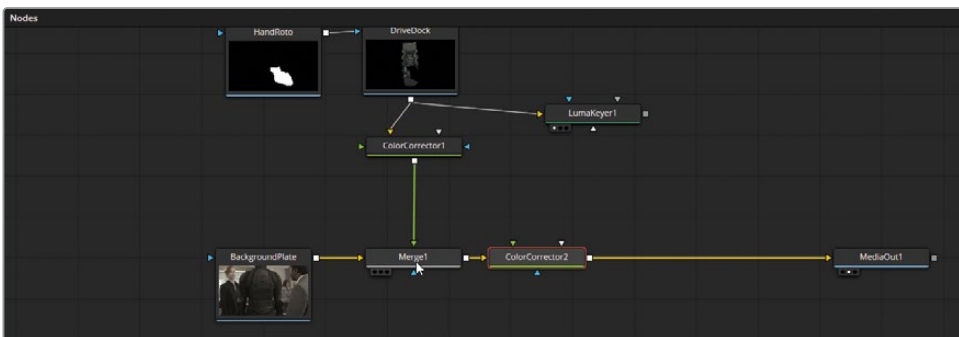 Nodes
HandRoto
DriveDock
LumaKeyer1
ColorCorrector1
BackgroundPlate
Merge1
ColorCorrector2
MediaOut1